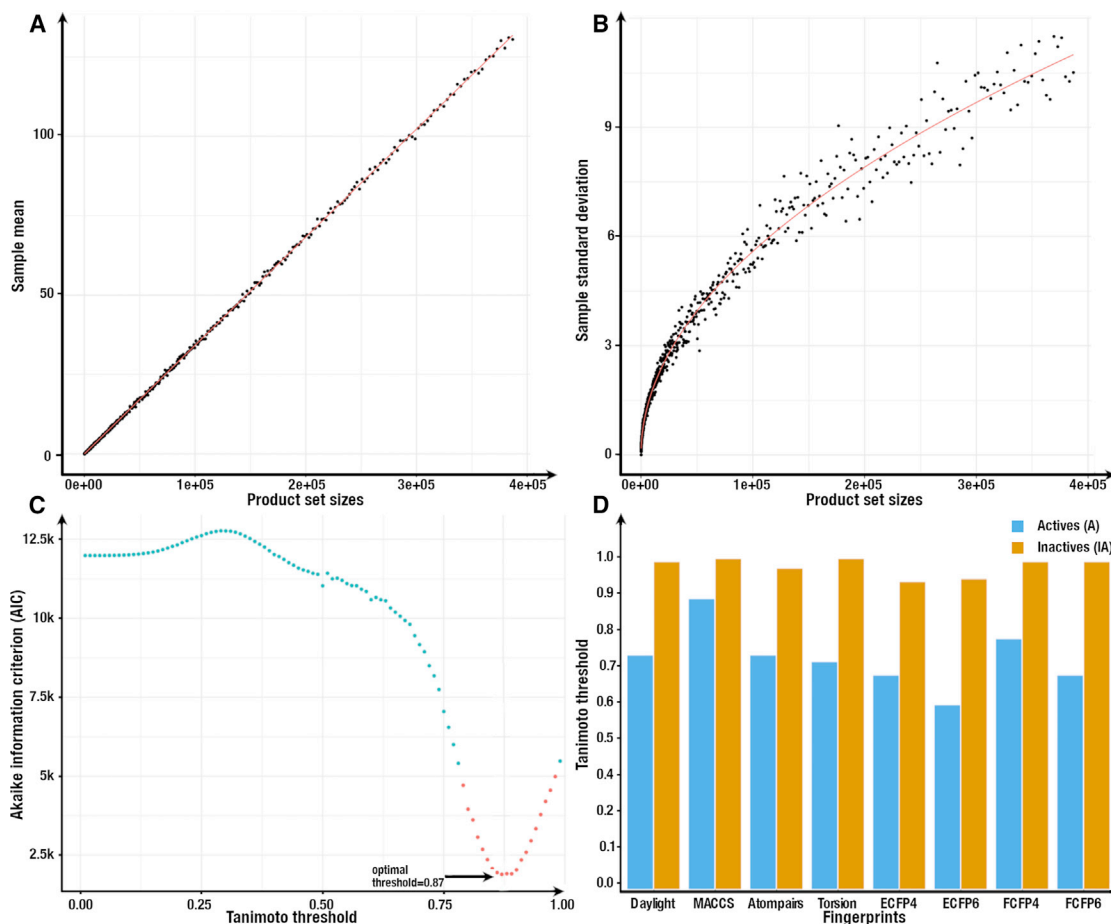 A
Sample mean
100
50
0
0e+00 1e+05 2e+05 3e+05 4e+05
Product set sizes
B
Sample standard deviation
9
6
3
0
0e+00 1e+05 2e+05 3e+05 4e+05
Product set sizes
C
Akaike information criterion (AIC)
12.5k
10k
7.5k
5k
2.5k
optimal
threshold=0.87
0.00 0.25 0.50 0.75 1.00
Tanimoto threshold
D
Actives (A)
Inactives (IA)
Tanimoto threshold
1.0
0.9
0.8
0.7
0.6
0.5
0.4
0.2
0.1
0.0
Daylight MACCS Atompairs Torsion ECFP4 ECFP6 FCFP4 FCFP6
Fingerprints